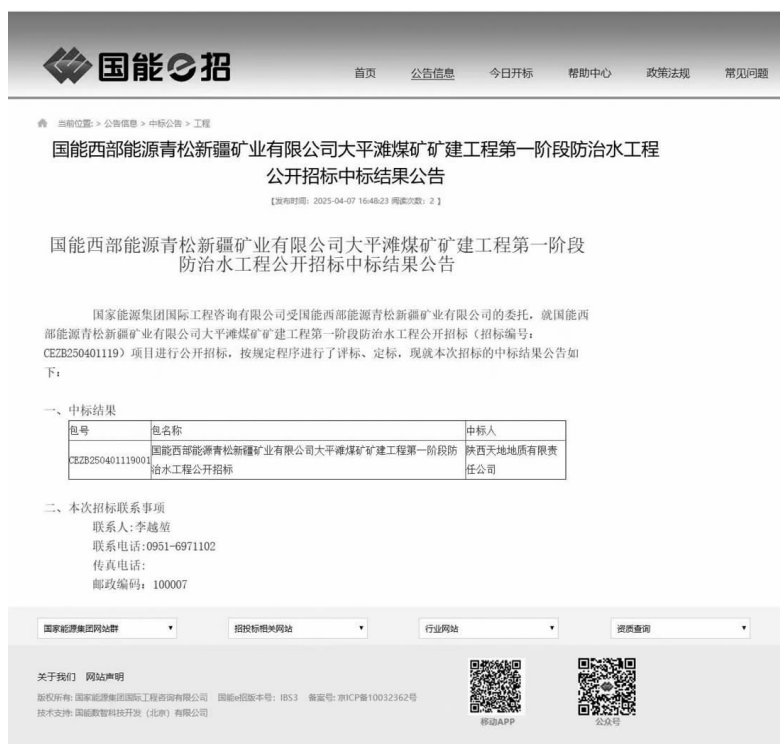 国能e招
首页 公告信息 今日开标 帮助中心 政策法规 常见问题
当前位置: > 公告信息 > 中标公告 > 工程
国能西部能源青松新疆矿业有限公司大平滩煤矿矿建工程第一阶段防治水工程
公开招标中标结果公告
【发布时间: 2025-04-07 16:48:23 阅读次数: 2 】
国能西部能源青松新疆矿业有限公司大平滩煤矿矿建工程第一阶段
防治水工程公开招标中标结果公告
国家能源集团国际工程咨询有限公司受国能西部能源青松新疆矿业有限公司的委托，就国能西
部能源青松新疆矿业有限公司大平滩煤矿矿建工程第一阶段防治水工程公开招标（招标编号：
CEZB250401119）项目进行公开招标，按规定程序进行了评标、定标，现就本次招标的中标结果公告如
下：
一、中标结果
包号 包名称 中标人
CEZB250401119001 国能西部能源青松新疆矿业有限公司大平滩煤矿矿建工程第一阶段防 陕西天地地质有限责
治水工程公开招标 任公司
二、本次招标联系事项
联系人:李越堃
联系电话:0951-6971102
传真电话:
邮政编码：100007
国家能源集团网站群 招投标相关网站 行业网站 资质查询
关于我们 网站声明
版权所有: 国家能源集团国际工程咨询有限公司 国能e招版本号: IBS3 备案号: 京ICP备10032362号
技术支持: 国能数智科技开发（北京）有限公司
移动APP 公众号